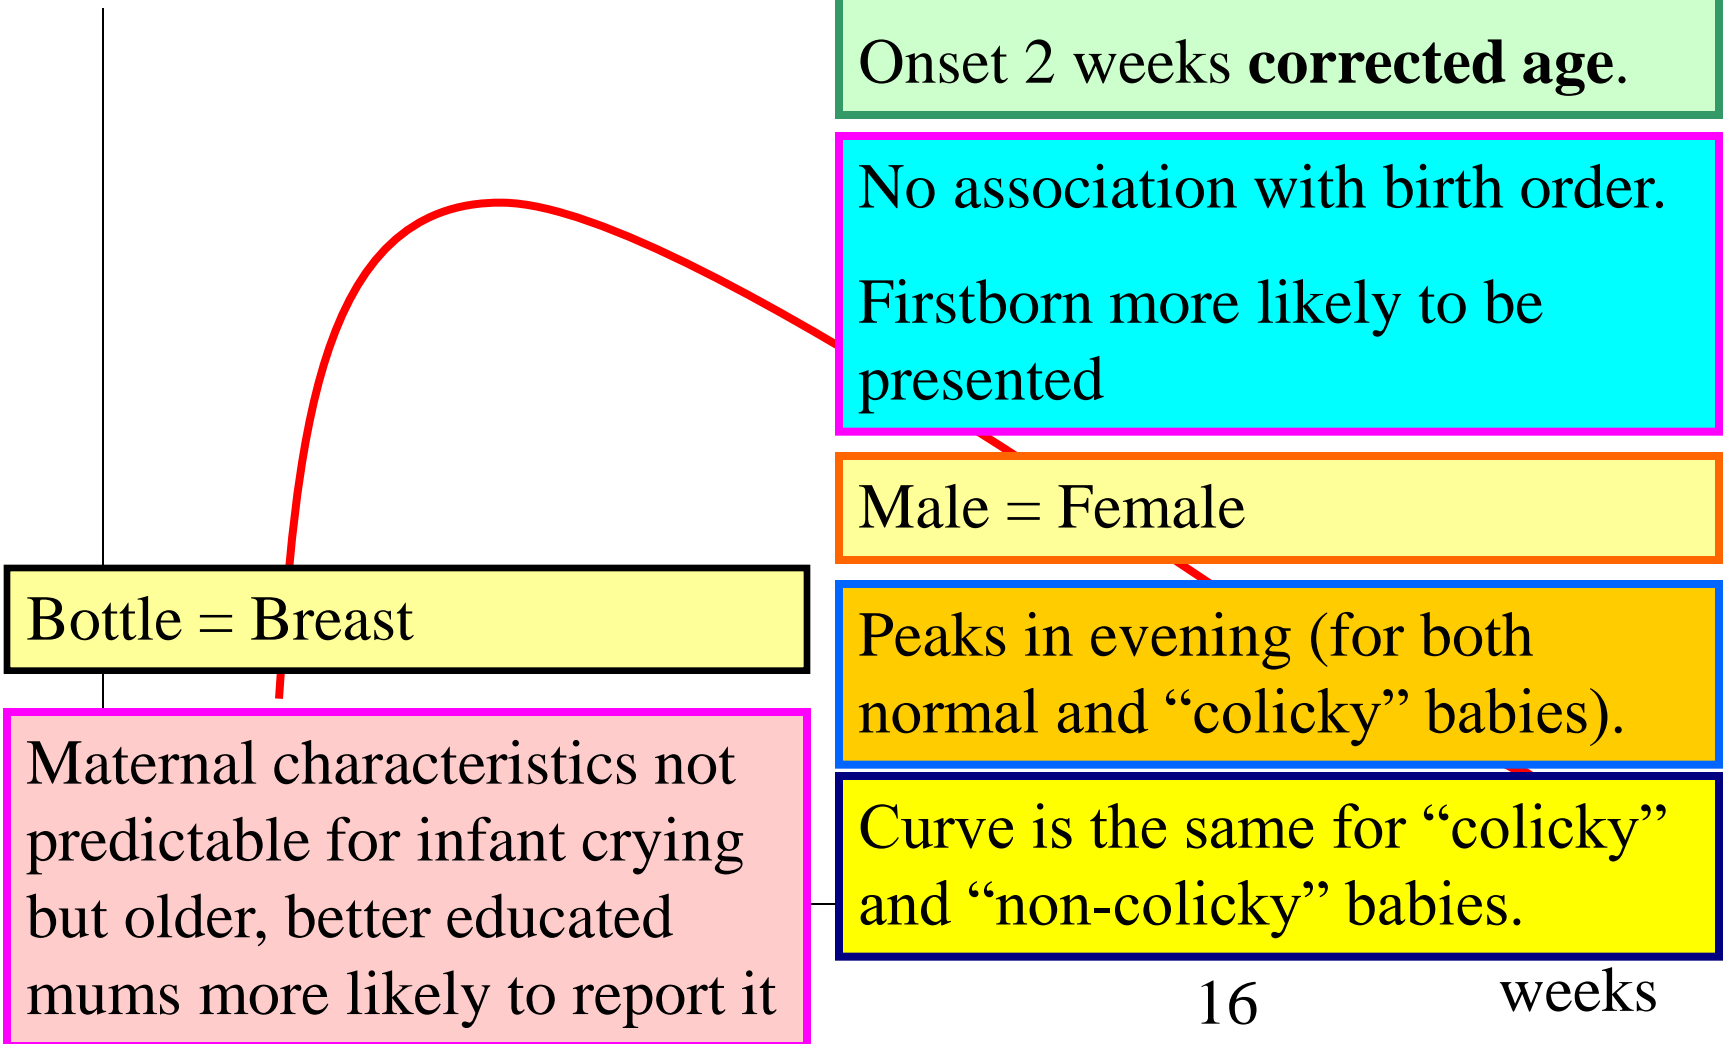 Onset 2 weeks corrected age.
No association with birth order.
Firstborn more likely to be
presented
Male = Female
Bottle = Breast
Peaks in evening (for both
normal and “colicky” babies).
Maternal characteristics not
predictable for infant crying
but older, better educated
mums more likely to report it
Curve is the same for “colicky”
and “non-colicky” babies.
16
weeks